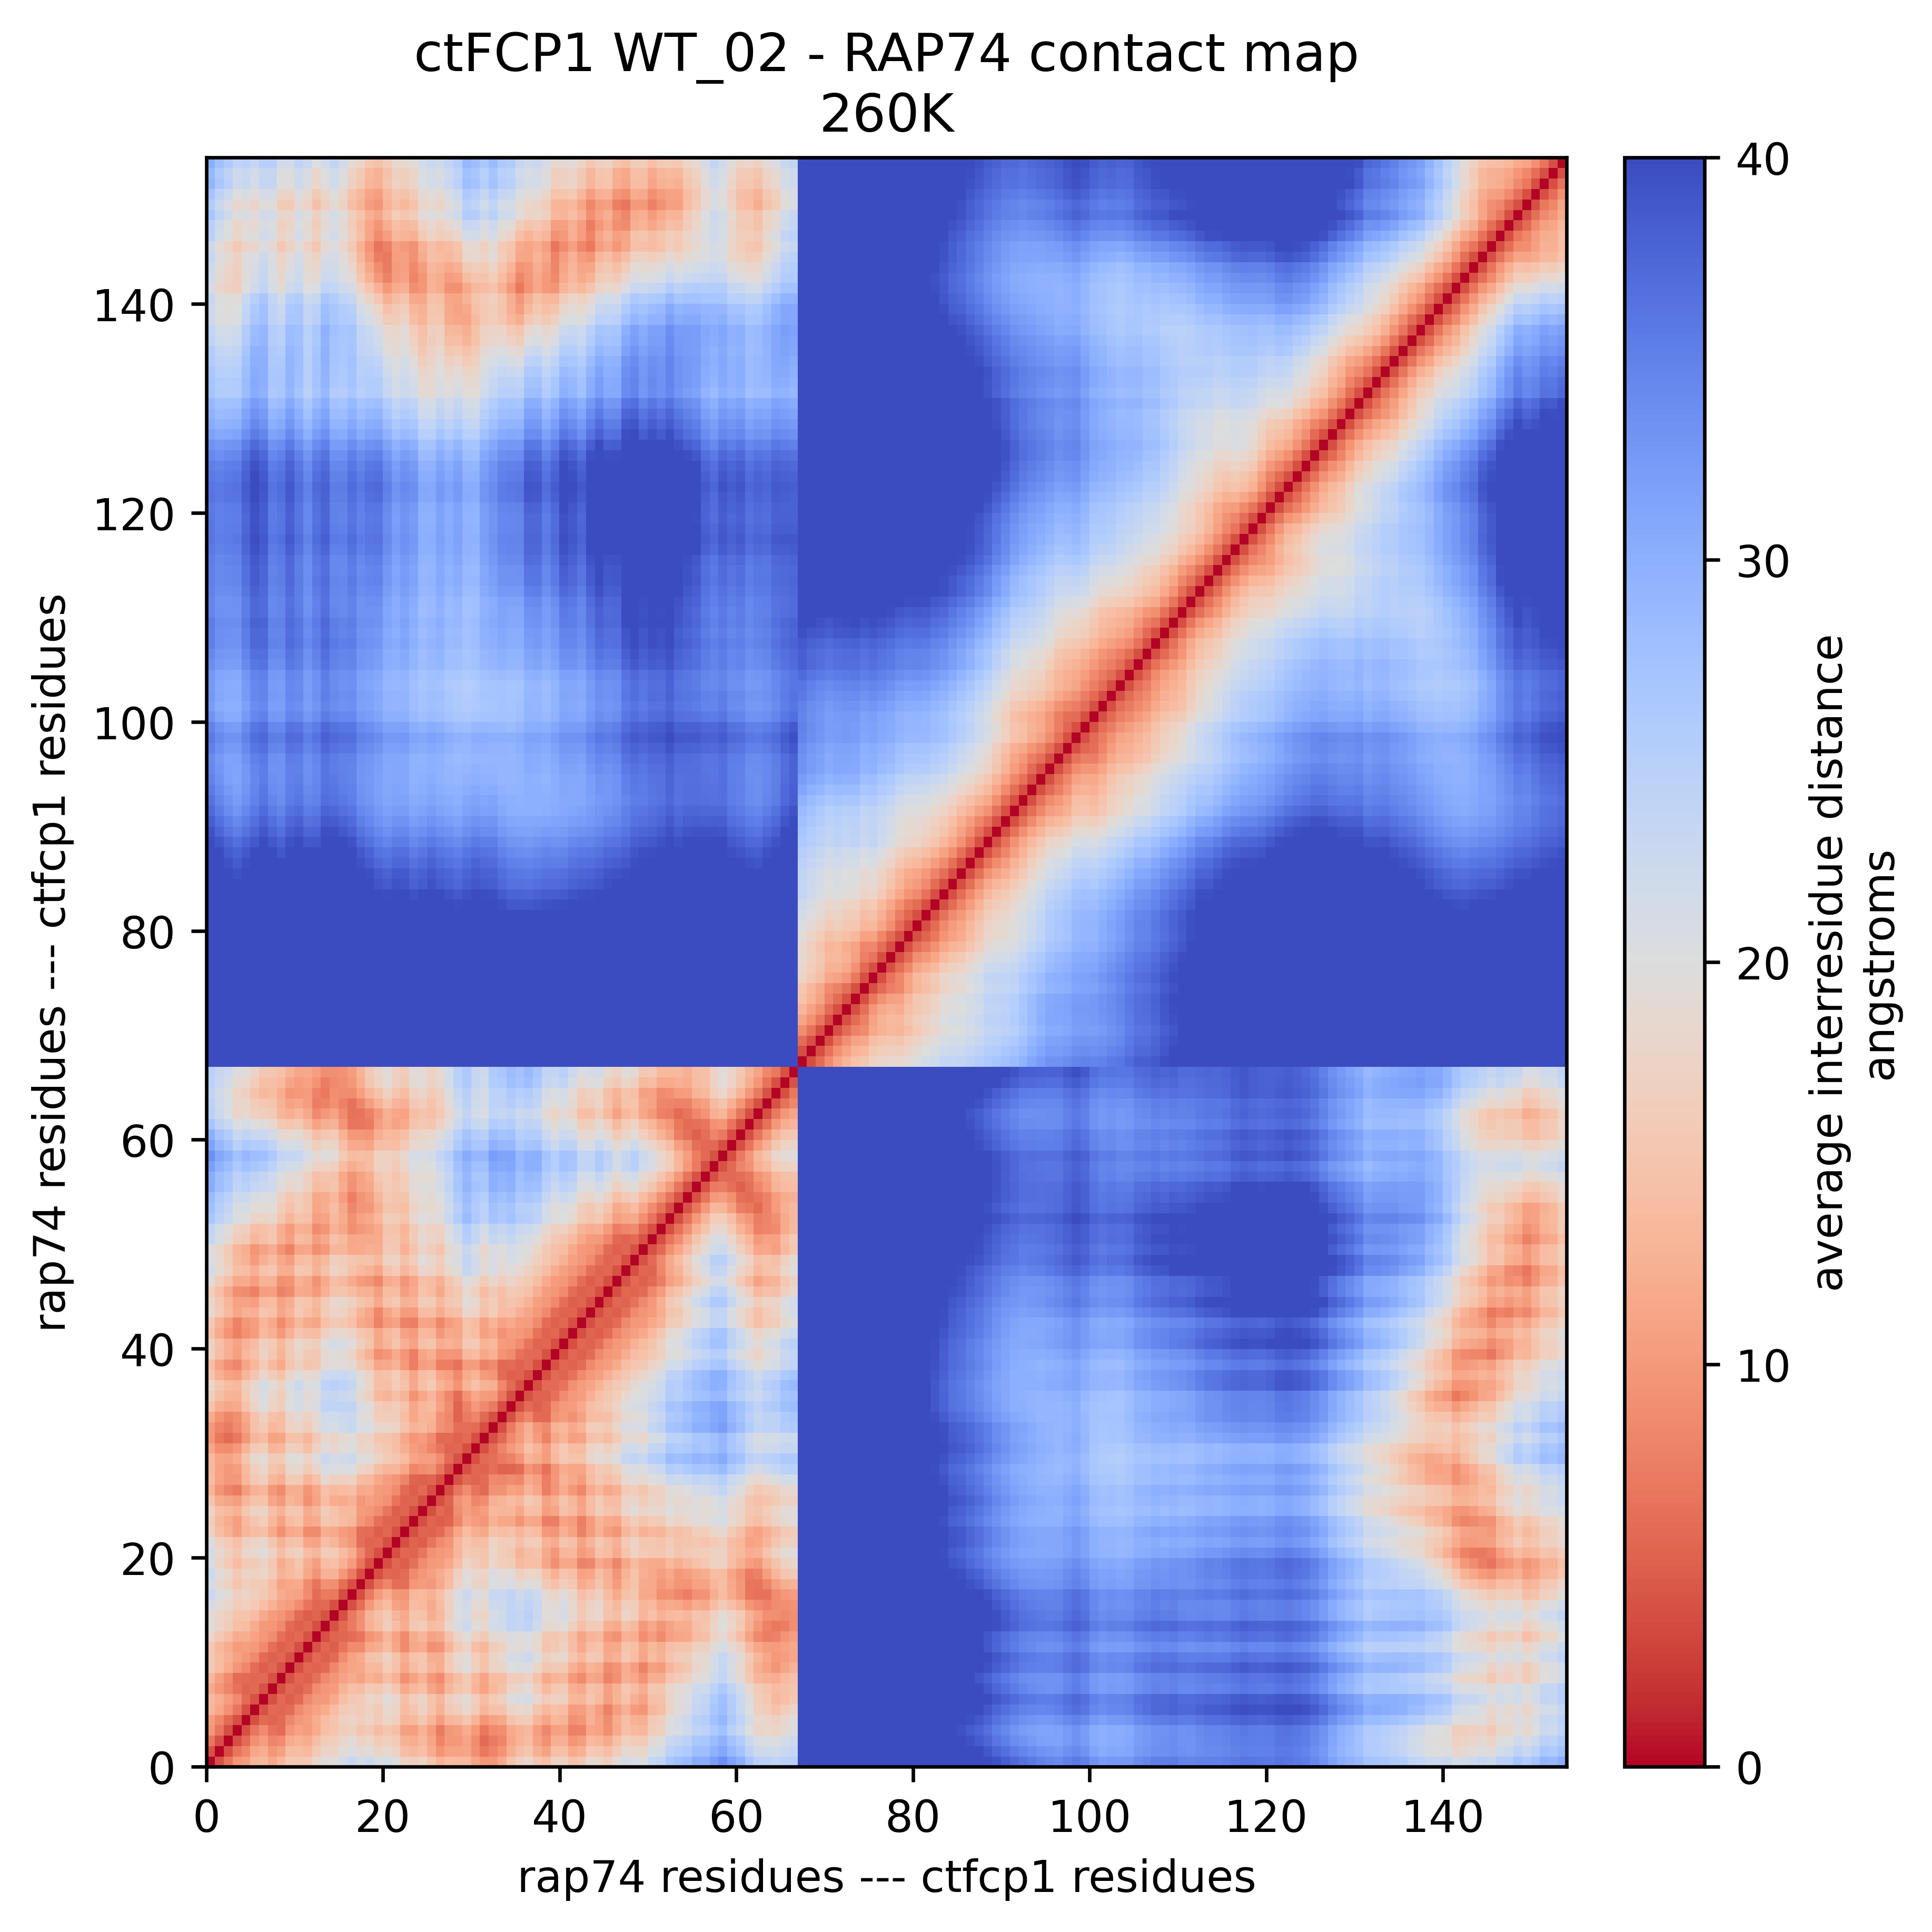 ctFCP1 WT_02 - RAP74 contact map
260K
rap74 residues --- ctfcp1 residues
140
120
100
80
60
40
20
0
0 20 40 60 80 100 120 140
rap74 residues --- ctfcp1 residues
40
30
20
10
0
average interresidue distance
angstroms